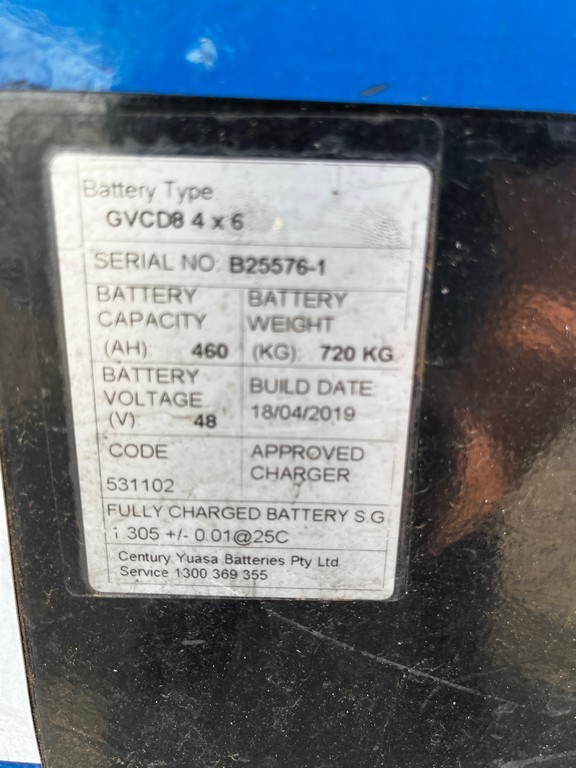 Battery Type
GVCD8 4 x 6
SERIAL NO: B25576-1
BATTERY CAPACITY (AH): 460
BATTERY WEIGHT (KG): 720 KG
BATTERY VOLTAGE (V) 48
BUILD DATE 18/04/2019
CODE 531102
APPROVED CHARGER
FULLY CHARGED BATTERY S.G
1.305 +/- 0.01@25C
Century Yuasa Batteries Pty Ltd
Service 1300 369 355